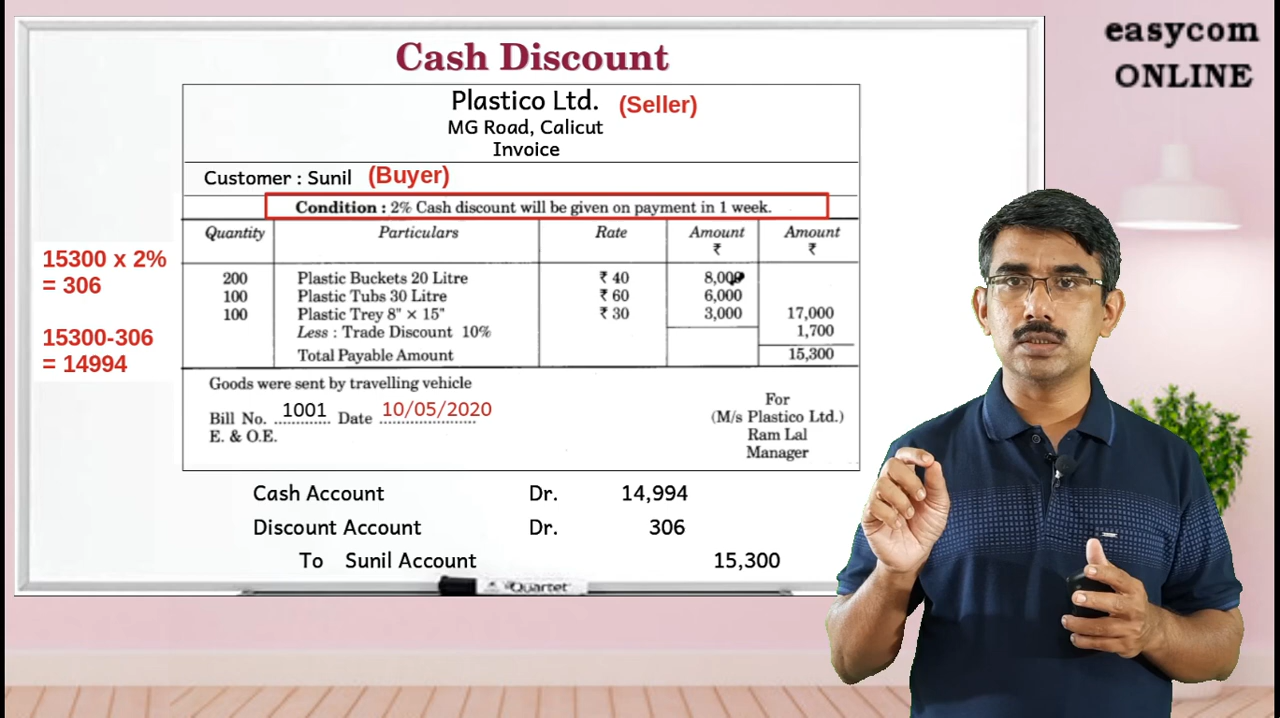 easycom
ONLINE
Cash Discount
Plastico Ltd. (Seller)
MG Road, Calicut
Invoice
Customer : Sunil (Buyer)
Condition : 2% Cash discount will be given on payment in 1 week.
Quantity Particulars Rate Amount ₹ Amount ₹
200 Plastic Buckets 20 Litre ₹ 40 8,000
100 Plastic Tubs 30 Litre ₹ 60 6,000
100 Plastic Trey 8" × 15" ₹ 30 3,000 17,000
Less : Trade Discount 10% 1,700
Total Payable Amount 15,300
15300 x 2%
= 306
15300-306
= 14994
Goods were sent by travelling vehicle
Bill No. 1001 Date 10/05/2020
E. & O.E.
For
(M/s Plastico Ltd.)
Ram Lal
Manager
Cash Account Dr. 14,994
Discount Account Dr. 306
To Sunil Account 15,300
Quartet